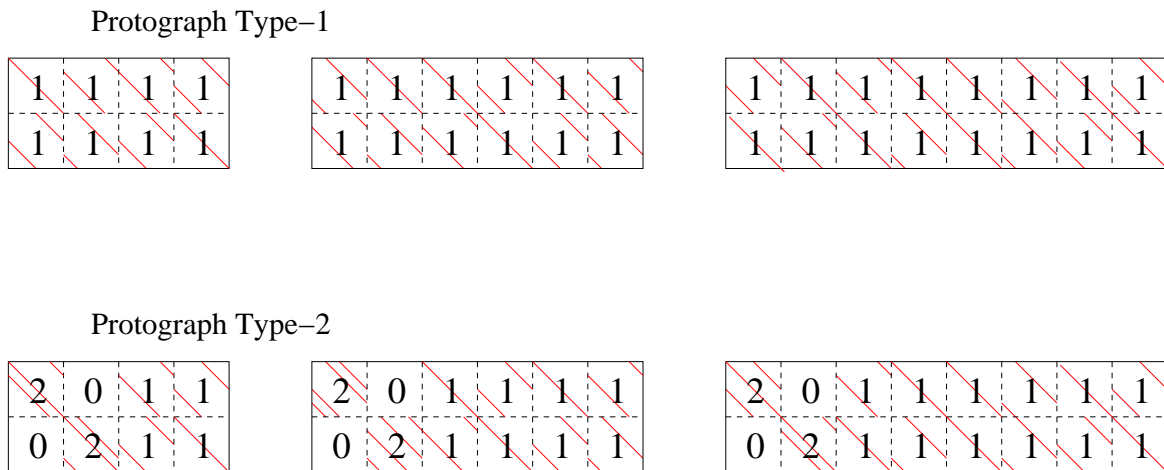 Protograph Type−1
1 1 1 1 1 1 1 1 1 1 1 1 1 1 1 1 1 1
1 1 1 1 1 1 1 1 1 1 1 1 1 1 1 1 1 1
Protograph Type−2
2 0 1 1 2 0 1 1 1 1 2 0 1 1 1 1 1 1
0 2 1 1 0 2 1 1 1 1 0 2 1 1 1 1 1 1